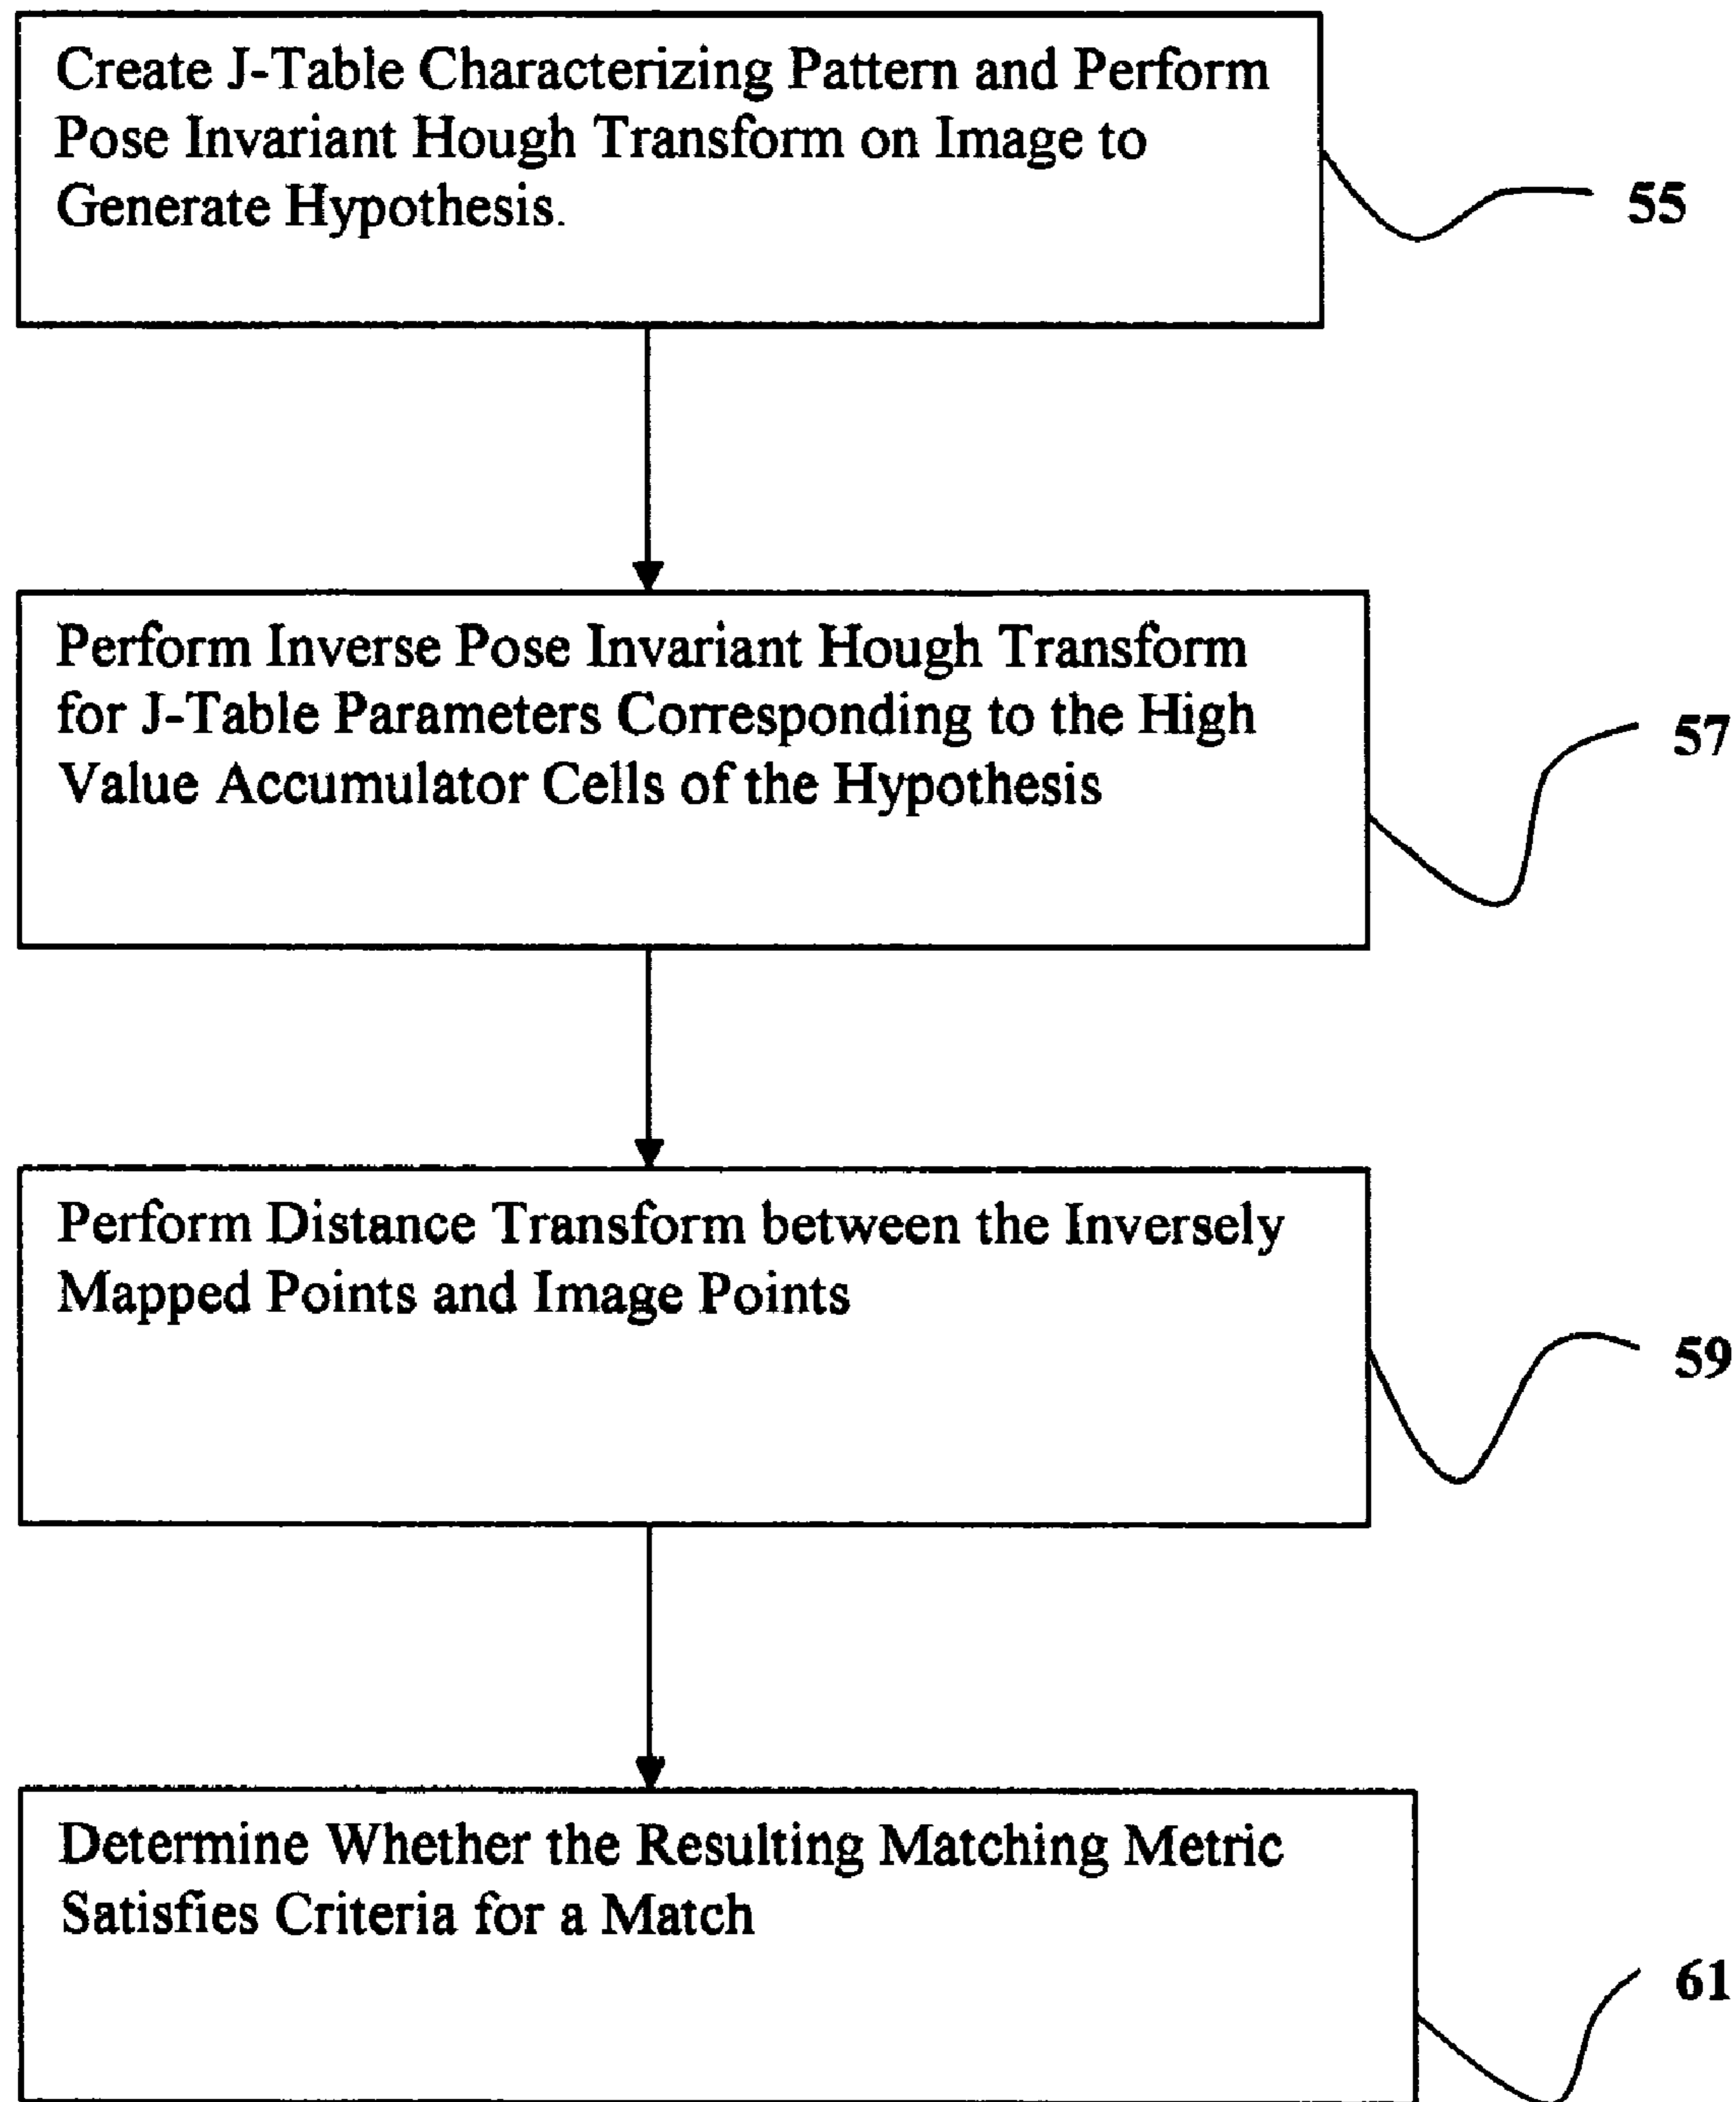 Create J-Table Characterizing Pattern and Perform
Pose Invariant Hough Transform on Image to
Generate Hypothesis.
55
Perform Inverse Pose Invariant Hough Transform
for J-Table Parameters Corresponding to the High
Value Accumulator Cells of the Hypothesis
57
Perform Distance Transform between the Inversely
Mapped Points and Image Points
59
Determine Whether the Resulting Matching Metric
Satisfies Criteria for a Match
61